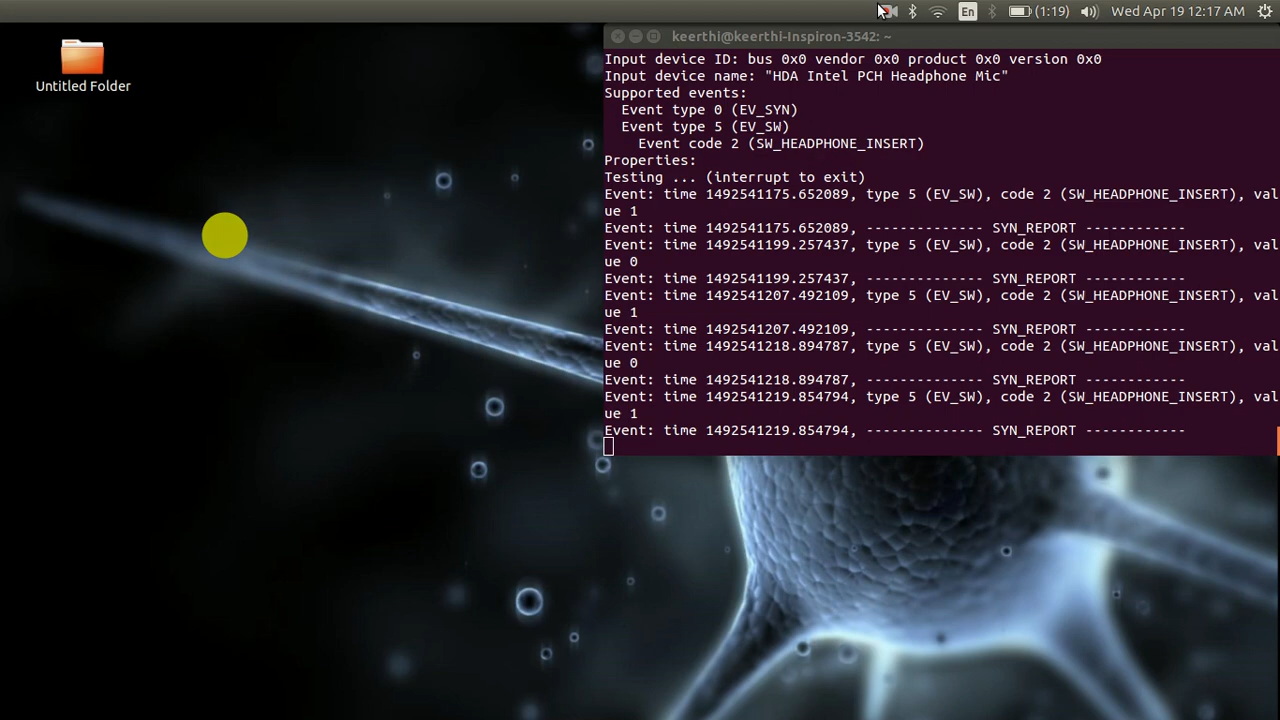 En (1:19) Wed Apr 19 12:17 AM
Untitled Folder
keerthi@keerthi-Inspiron-3542: ~
Input device ID: bus 0x0 vendor 0x0 product 0x0 version 0x0
Input device name: "HDA Intel PCH Headphone Mic"
Supported events:
Event type 0 (EV_SYN)
Event type 5 (EV_SW)
Event code 2 (SW_HEADPHONE_INSERT)
Properties:
Testing ... (interrupt to exit)
Event: time 1492541175.652089, type 5 (EV_SW), code 2 (SW_HEADPHONE_INSERT), val
ue 1
Event: time 1492541175.652089, -------------- SYN_REPORT ------------
Event: time 1492541199.257437, type 5 (EV_SW), code 2 (SW_HEADPHONE_INSERT), val
ue 0
Event: time 1492541199.257437, -------------- SYN_REPORT ------------
Event: time 1492541207.492109, type 5 (EV_SW), code 2 (SW_HEADPHONE_INSERT), val
ue 1
Event: time 1492541207.492109, -------------- SYN_REPORT ------------
Event: time 1492541218.894787, type 5 (EV_SW), code 2 (SW_HEADPHONE_INSERT), val
ue 0
Event: time 1492541218.894787, -------------- SYN_REPORT ------------
Event: time 1492541219.854794, type 5 (EV_SW), code 2 (SW_HEADPHONE_INSERT), val
ue 1
Event: time 1492541219.854794, -------------- SYN_REPORT ------------